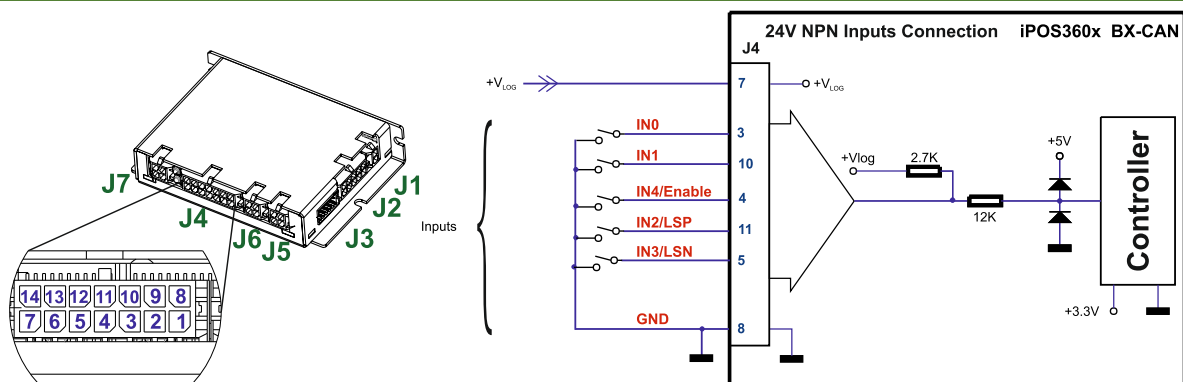 24V NPN Inputs Connection iPOS360x BX-CAN
J4
+VLOG
7
+VLOG
IN0
3
IN1
10
IN4/Enable
4
IN2/LSP
11
IN3/LSN
5
GND
8
Inputs
+Vlog
2.7K
12K
+5V
Controller
+3.3V
J7
J4
J6
J5
J3
J2
J1
14 13 12 11 10 9 8
7 6 5 4 3 2 1